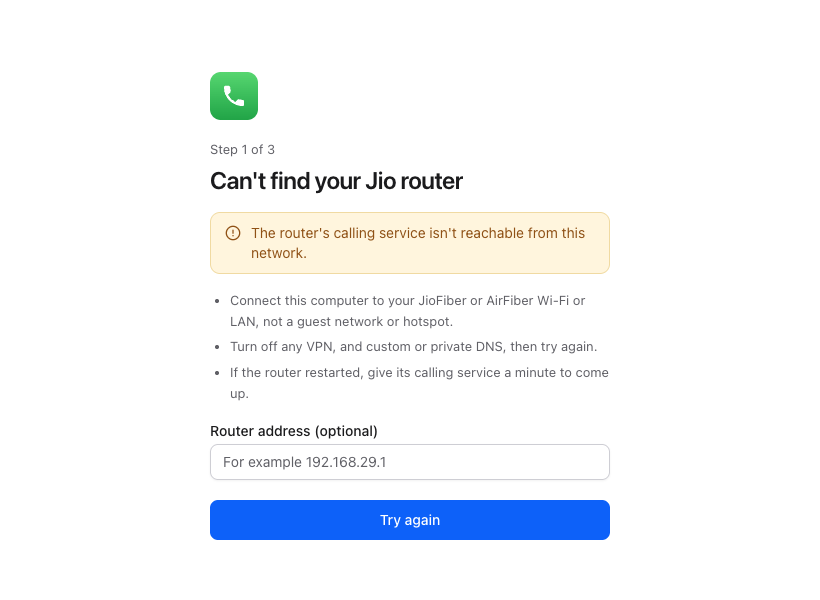 Step 1 of 3
Can't find your Jio router
The router's calling service isn't reachable from this
network.
• Connect this computer to your JioFiber or AirFiber Wi-Fi or
LAN, not a guest network or hotspot.
• Turn off any VPN, and custom or private DNS, then try again.
• If the router restarted, give its calling service a minute to come
up.
Router address (optional)
For example 192.168.29.1
Try again